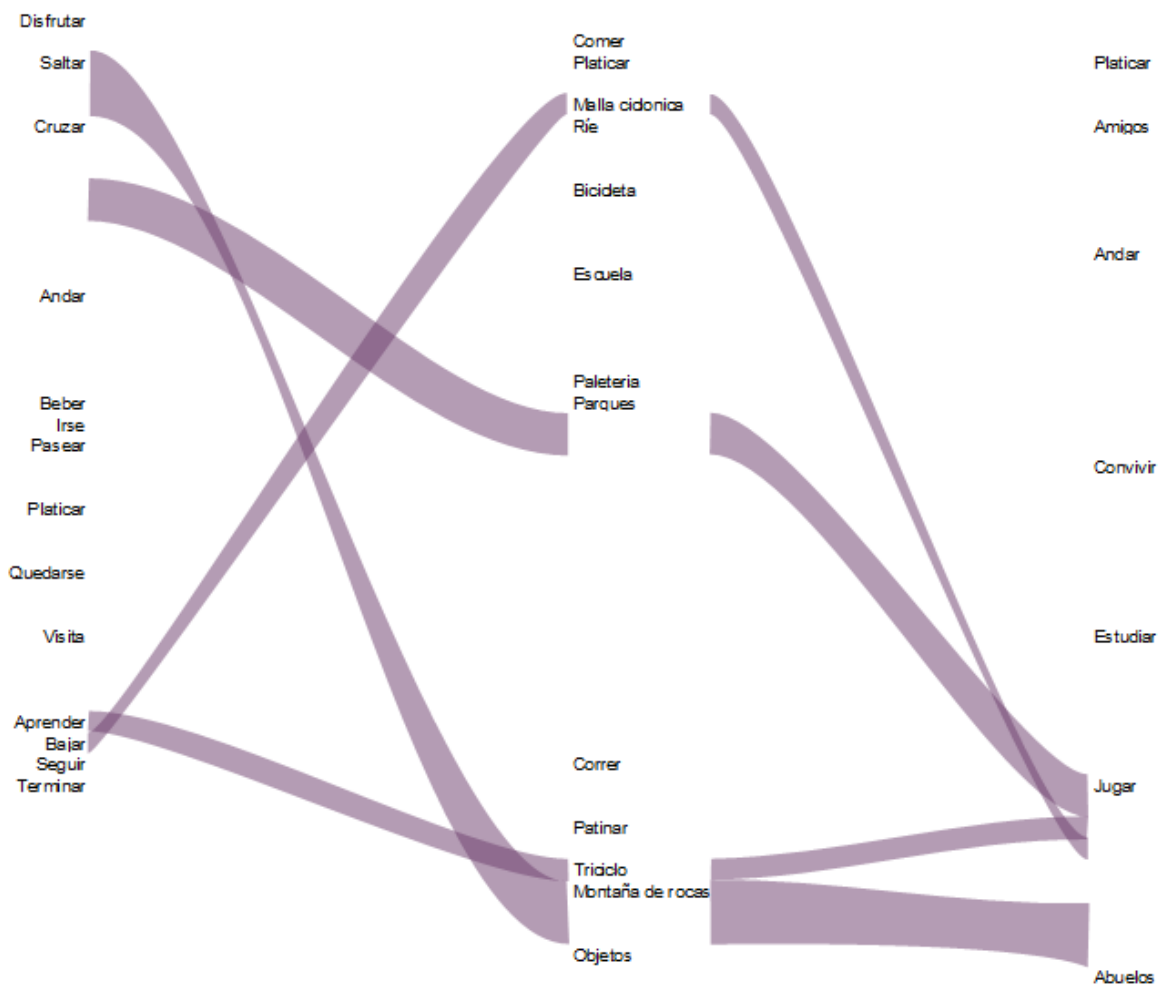 Disfrutar
Saltar
Cruzar
Andar
Beber
Irse
Pasear
Platicar
Quedarse
Visita
Aprender
Bajar
Seguir
Terminar
Comer
Platicar
Malla cidonica
Ríe
Bicicleta
Escuela
Paleteria
Parques
Correr
Patinar
Triciclo
Montaña de rocas
Objetos
Platicar
Amigos
Andar
Convivir
Estudiar
Jugar
Abuelos